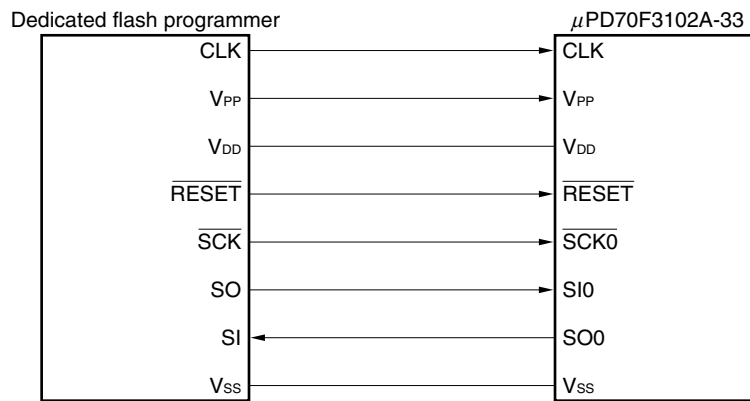 Dedicated flash programmer μPD70F3102A-33
CLK CLK
VPP VPP
VDD VDD
RESET RESET
SCK SCK0
SO SI0
SI SO0
VSS VSS